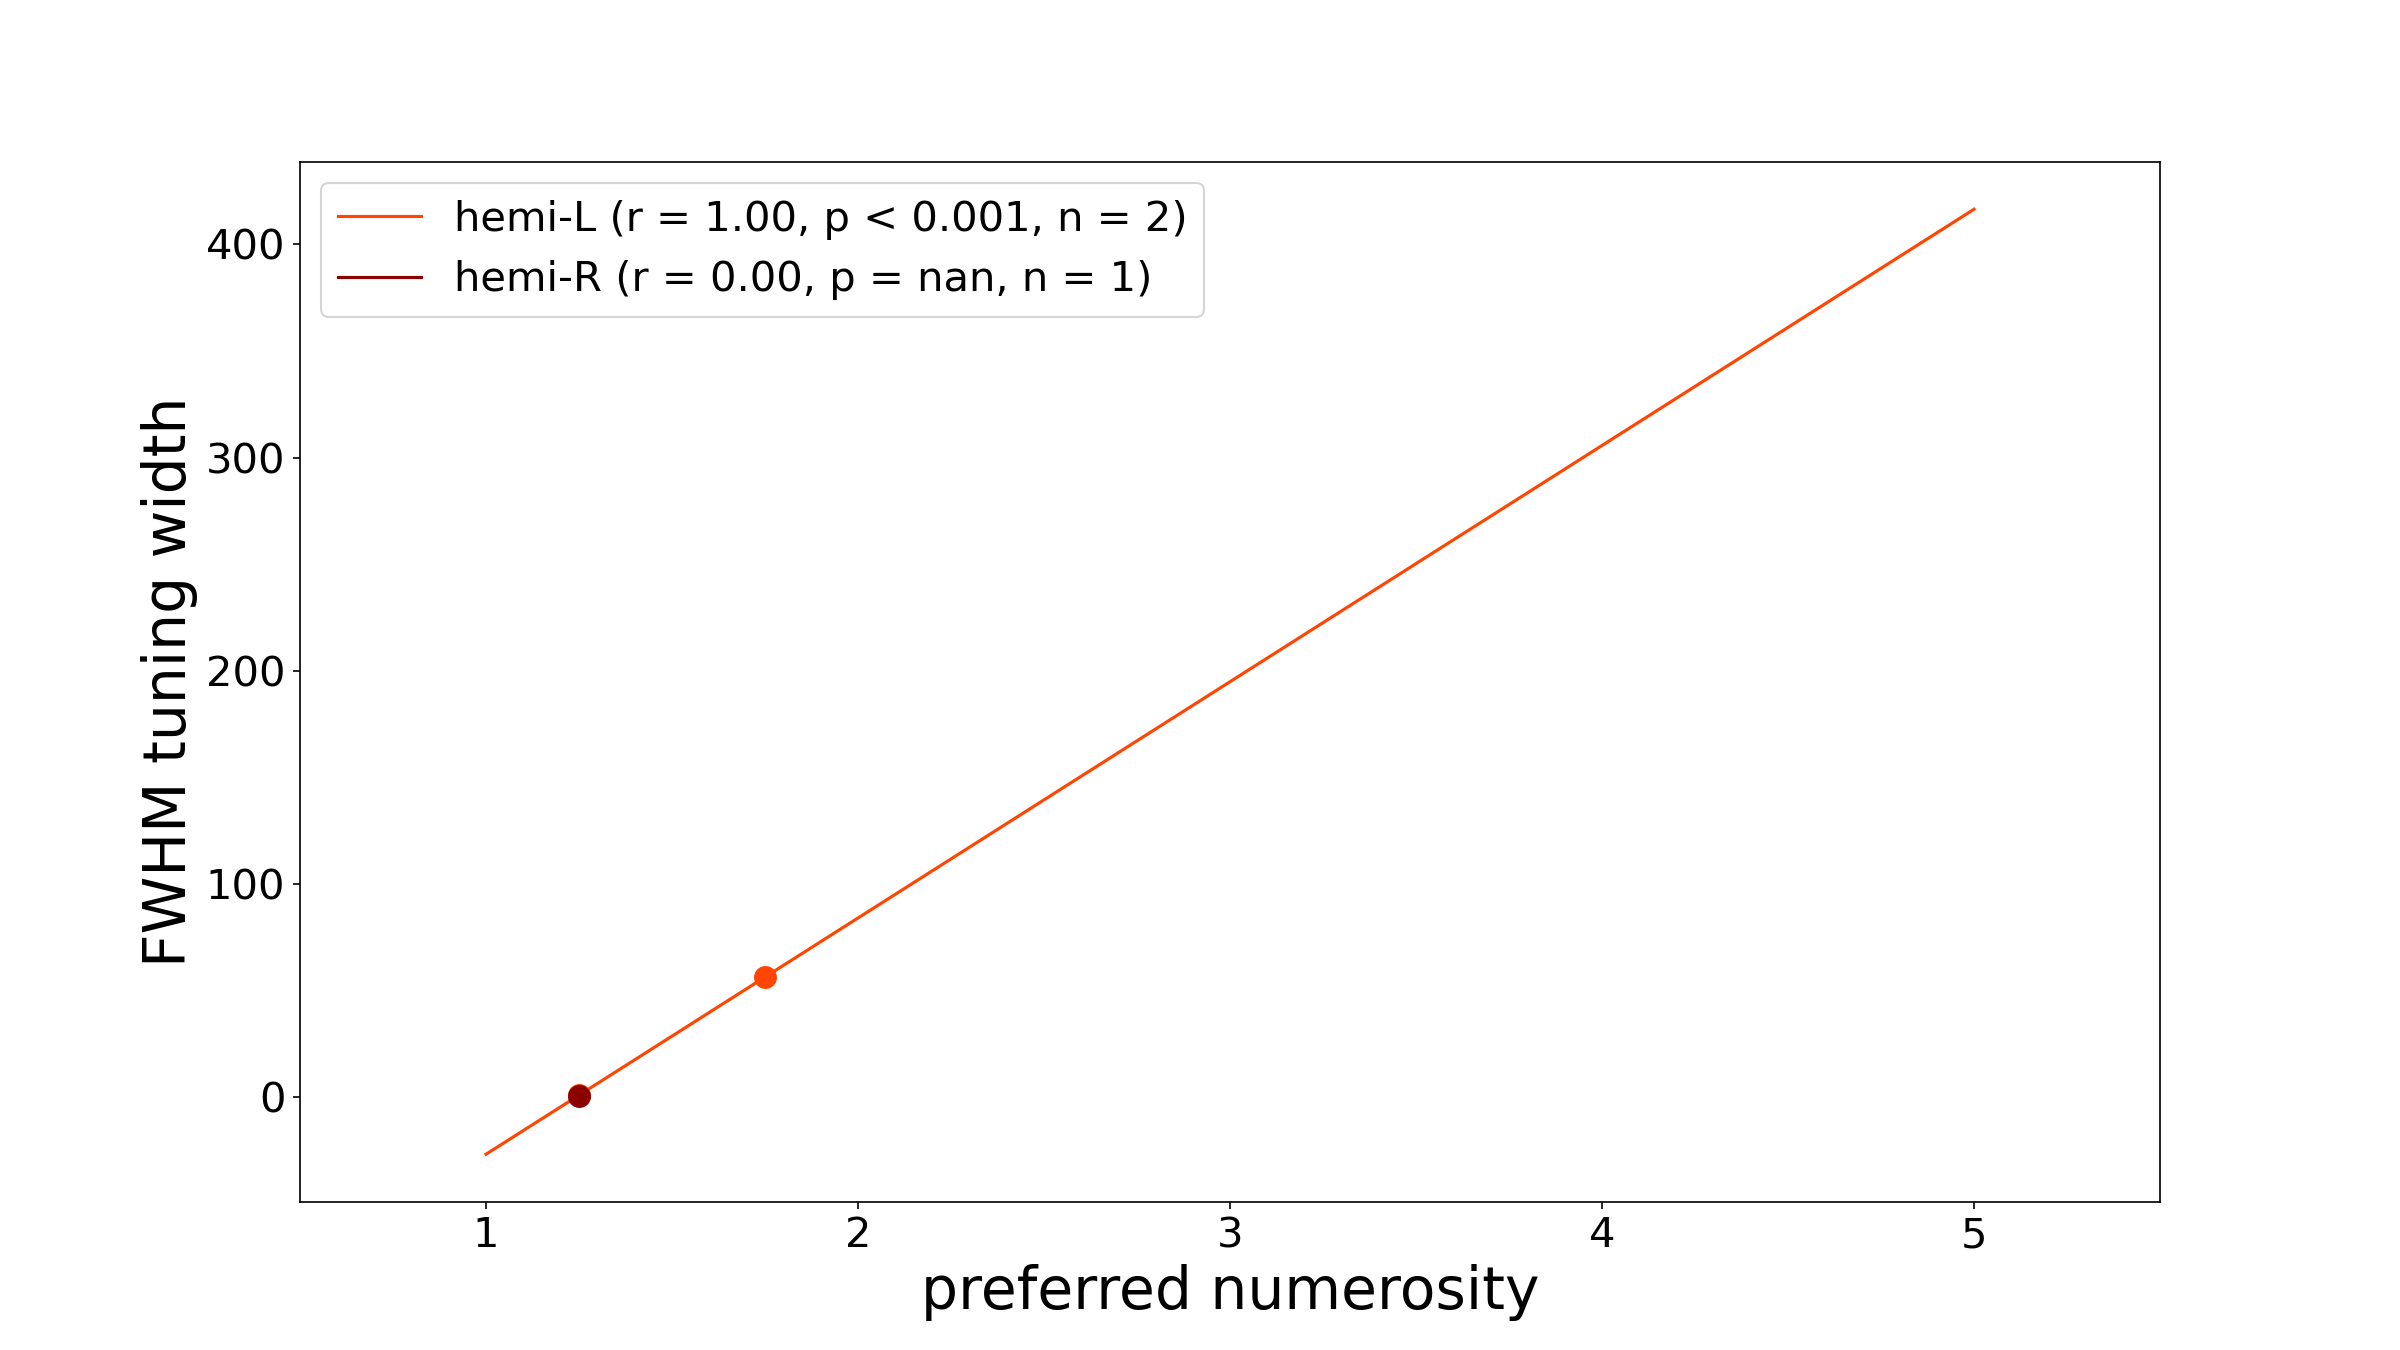 hemi-L (r = 1.00, p < 0.001, n = 2)
hemi-R (r = 0.00, p = nan, n = 1)
FWHM tuning width
400
300
200
100
0
1 2 3 4 5
preferred numerosity